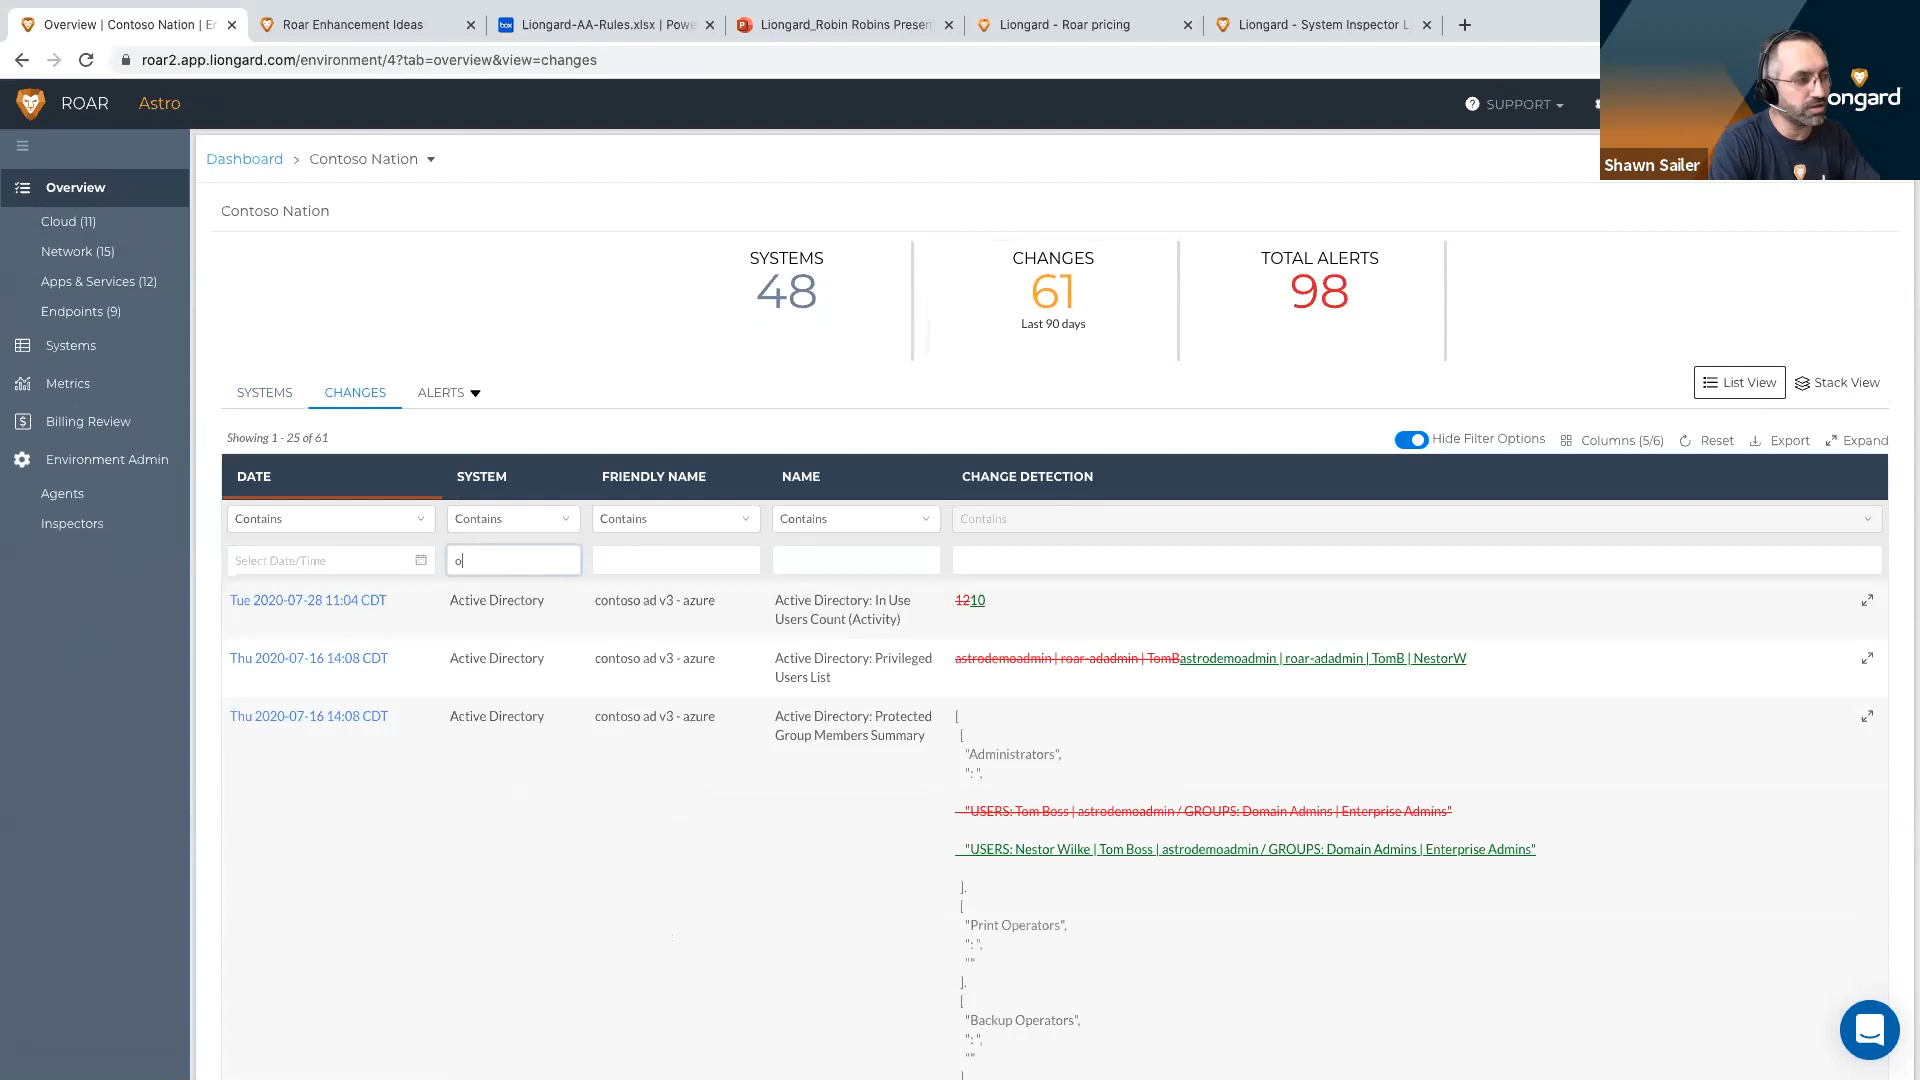 Overview | Contoso Nation | Er
Roar Enhancement Ideas
box
Liongard-AA-Rules.xlsx | Powe
Liongard_Robin Robins Presen
Liongard - Roar pricing
Liongard - System Inspector L
roar2.app.liongard.com/environment/4?tab=overview&view=changes
ROAR
Astro
SUPPORT
ongard
Shawn Sailer
Dashboard > Contoso Nation
Overview
Cloud (11)
Network (15)
Apps & Services (12)
Endpoints (9)
Systems
Metrics
Billing Review
Environment Admin
Agents
Inspectors
Contoso Nation
SYSTEMS
48
CHANGES
61
Last 90 days
TOTAL ALERTS
98
SYSTEMS CHANGES ALERTS
List View
Stack View
Showing 1 - 25 of 61
Hide Filter Options
Columns (5/6)
Reset
Export
Expand
DATE SYSTEM FRIENDLY NAME NAME CHANGE DETECTION
Contains Contains Contains Contains Contains
Select Date/Time o
Tue 2020-07-28 11:04 CDT Active Directory contoso ad v3 - azure Active Directory: In Use 1210
Users Count (Activity)
Thu 2020-07-16 14:08 CDT Active Directory contoso ad v3 - azure Active Directory: Privileged astrodemoadmin | roar-adadmin | TomBastrodemoadmin | roar-adadmin | TomB | NestorW
Users List
Thu 2020-07-16 14:08 CDT Active Directory contoso ad v3 - azure Active Directory: Protected [
Group Members Summary [
"Administrators",
": ",
"USERS: Tom Boss | astrodemoadmin / GROUPS: Domain Admins | Enterprise Admins"
"USERS: Nestor Wilke | Tom Boss | astrodemoadmin / GROUPS: Domain Admins | Enterprise Admins"
],
[
"Print Operators",
": ",
""
],
[
"Backup Operators",
": ",
""
]